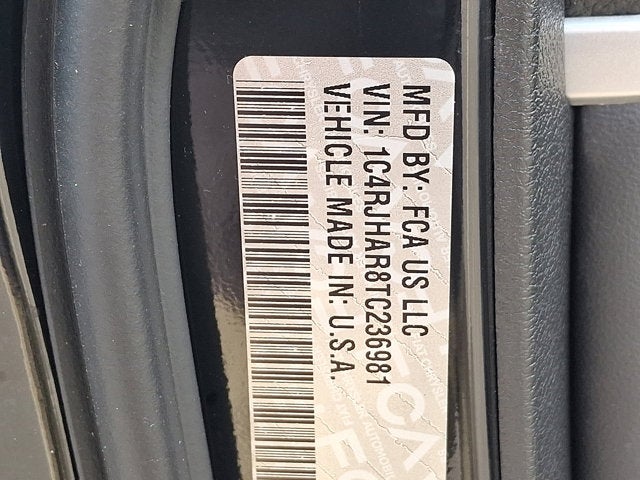 MFD BY: FCA US LLC
VIN: 1C4RJHAR8TC236981
VEHICLE MADE IN: U.S.A.